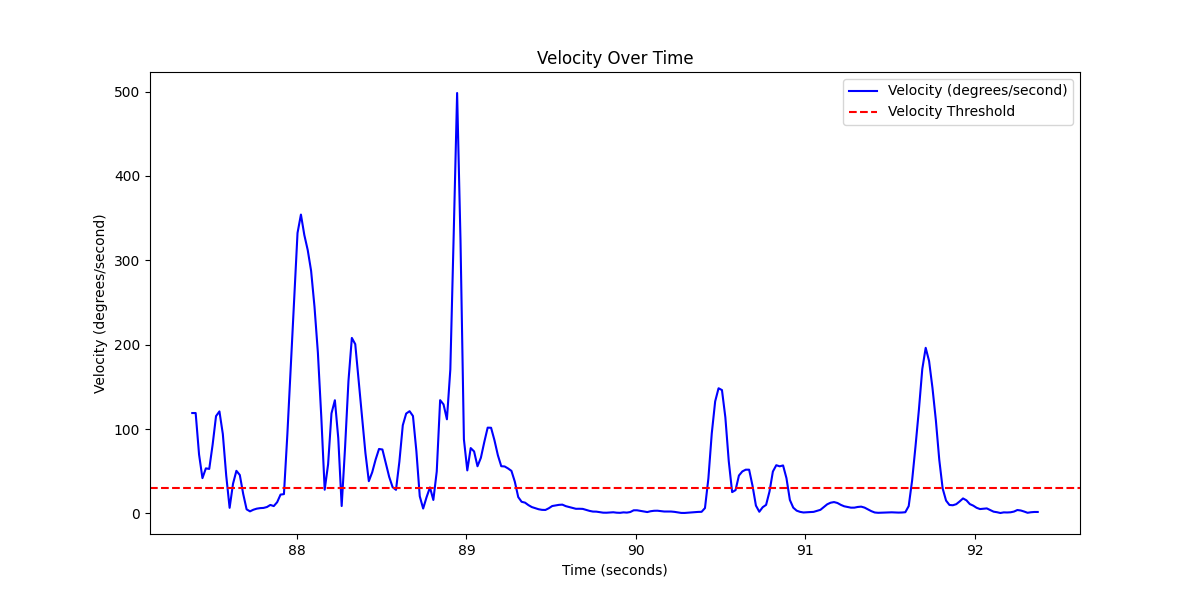 Velocity Over Time
Velocity (degrees/second)
Velocity Threshold
500
400
300
200
100
0
Velocity (degrees/second)
88
89
90
91
92
Time (seconds)